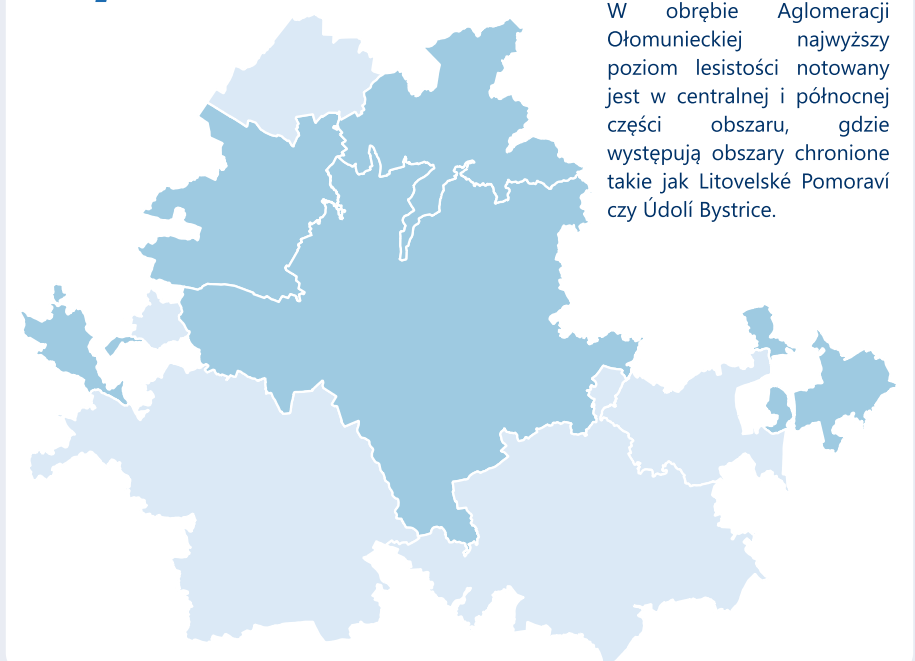 W obrębie Aglomeracji
Ołomunieckiej najwyższy
poziom lesistości notowany
jest w centralnej i północnej
części obszaru, gdzie
występują obszary chronione
takie jak Litovelské Pomoraví
czy Údolí Bystrice.